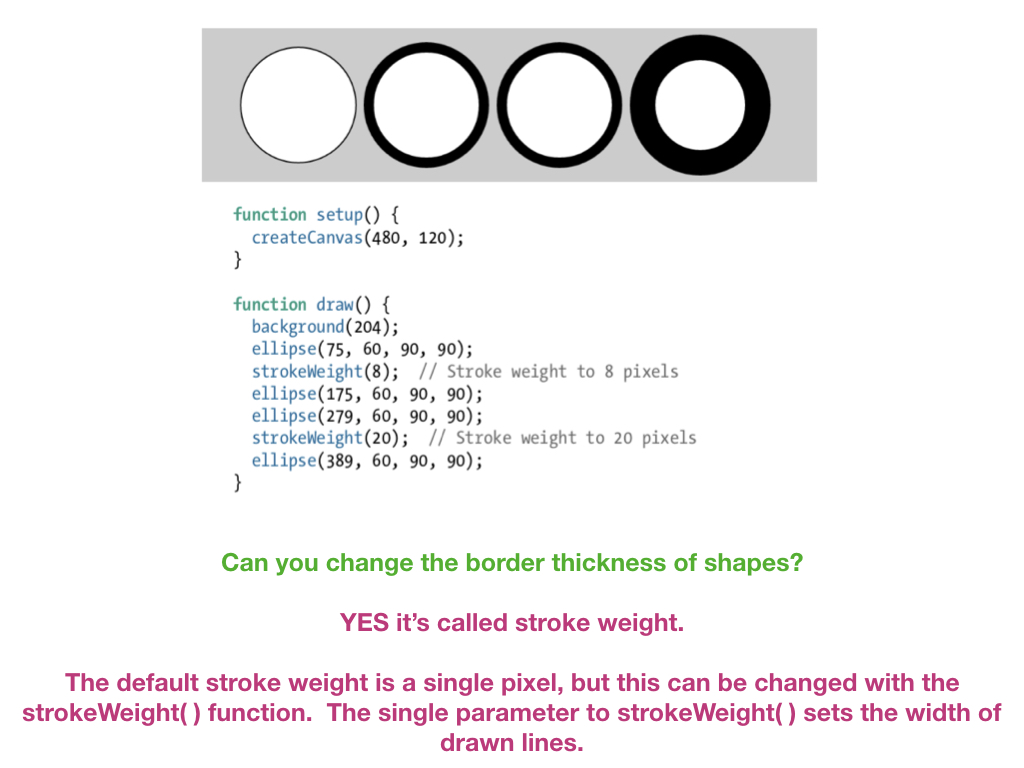 function setup() {
  createCanvas(480, 120);
}
function draw() {
  background(204);
  ellipse(75, 60, 90, 90);
  strokeWeight(8);  // Stroke weight to 8 pixels
  ellipse(175, 60, 90, 90);
  ellipse(279, 60, 90, 90);
  strokeWeight(20);  // Stroke weight to 20 pixels
  ellipse(389, 60, 90, 90);
}
Can you change the border thickness of shapes?
YES it’s called stroke weight.
The default stroke weight is a single pixel, but this can be changed with the
strokeWeight( ) function.  The single parameter to strokeWeight( ) sets the width of
drawn lines.